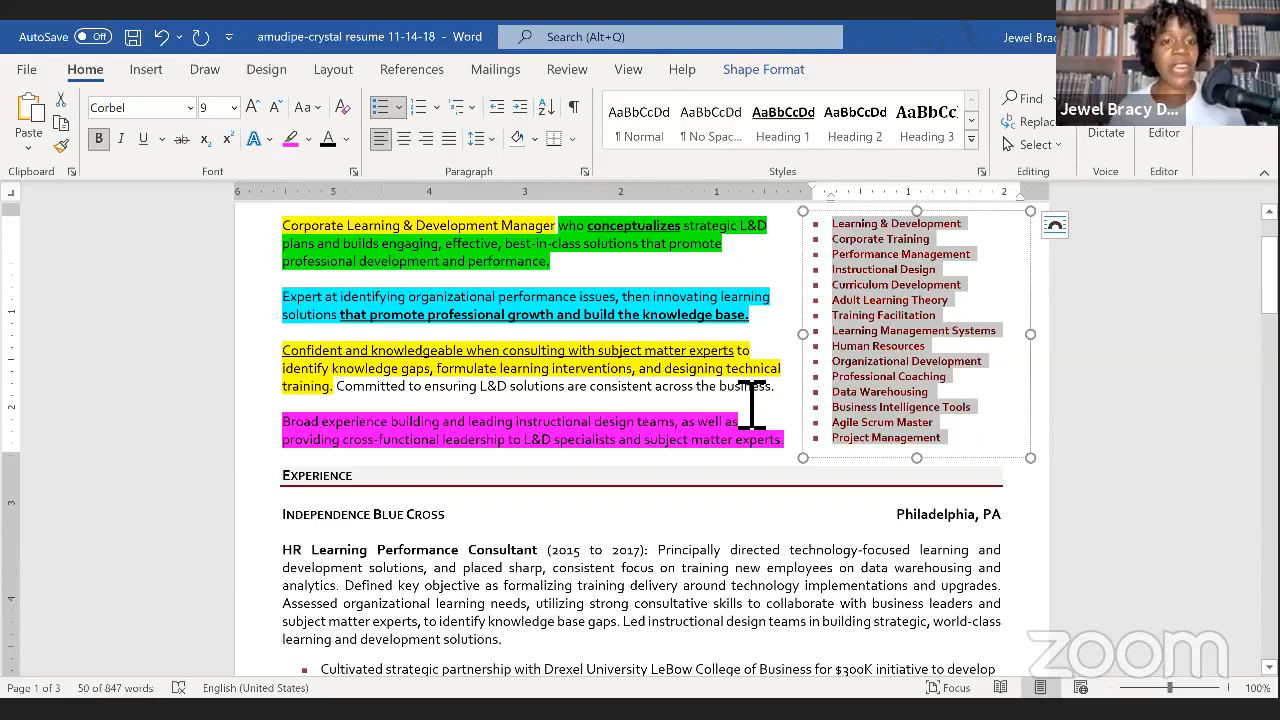 AutoSave Off amudipe-crystal resume 11-14-18 - Word Search (Alt+Q) Jewel Brac
File Home Insert Draw Design Layout References Mailings Review View Help Shape Format
Jewel Bracy D...
Paste Corbel 9 Aa AaBbCcDd AaBbCcDd AaBbCcDd AaBbCcDd AaBbCc Find
¶ Normal ¶ No Spac... Heading 1 Heading 2 Heading 3 Replac
Select Dictate Editor
Clipboard Font Paragraph Styles Editing Voice Editor
6 5 4 3 2 1 1 2
Corporate Learning & Development Manager who conceptualizes strategic L&D
plans and builds engaging, effective, best-in-class solutions that promote
professional development and performance.
Expert at identifying organizational performance issues, then innovating learning
solutions that promote professional growth and build the knowledge base.
Confident and knowledgeable when consulting with subject matter experts to
identify knowledge gaps, formulate learning interventions, and designing technical
training. Committed to ensuring L&D solutions are consistent across the business.
Broad experience building and leading instructional design teams, as well as
providing cross-functional leadership to L&D specialists and subject matter experts.
Learning & Development
Corporate Training
Performance Management
Instructional Design
Curriculum Development
Adult Learning Theory
Training Facilitation
Learning Management Systems
Human Resources
Organizational Development
Professional Coaching
Data Warehousing
Business Intelligence Tools
Agile Scrum Master
Project Management
EXPERIENCE
INDEPENDENCE BLUE CROSS Philadelphia, PA
HR Learning Performance Consultant (2015 to 2017): Principally directed technology-focused learning and
development solutions, and placed sharp, consistent focus on training new employees on data warehousing and
analytics. Defined key objective as formalizing training delivery around technology implementations and upgrades.
Assessed organizational learning needs, utilizing strong consultative skills to collaborate with business leaders and
subject matter experts, to identify knowledge base gaps. Led instructional design teams in building strategic, world-class
learning and development solutions.
Cultivated strategic partnership with Drexel University LeBow College of Business for $300K initiative to develop
zoom
Page 1 of 3 50 of 847 words English (United States) Focus 100%